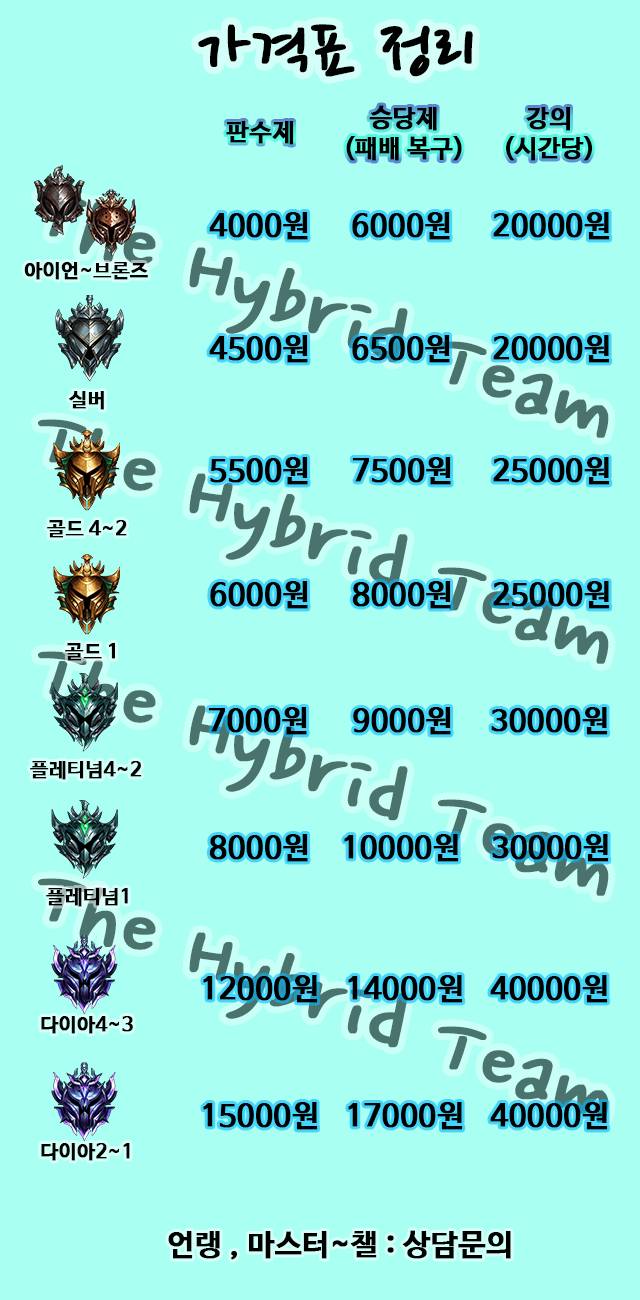 가격표 정리
판수제
승당제
(패배 복구)
강의
(시간당)
4000원 6000원 20000원
아이언~브론즈
The Hybrid Team
4500원 6500원 20000원
실버
5500원 7500원 25000원
The Hybrid Team
골드 4~2
6000원 8000원 25000원
골드 1
The Hybrid Team
7000원 9000원 30000원
플레티넘4~2
8000원 10000원 30000원
플레티넘1
The Hybrid Team
12000원 14000원 40000원
다이아4~3
15000원 17000원 40000원
다이아2~1
언랭 , 마스터~챌 : 상담문의